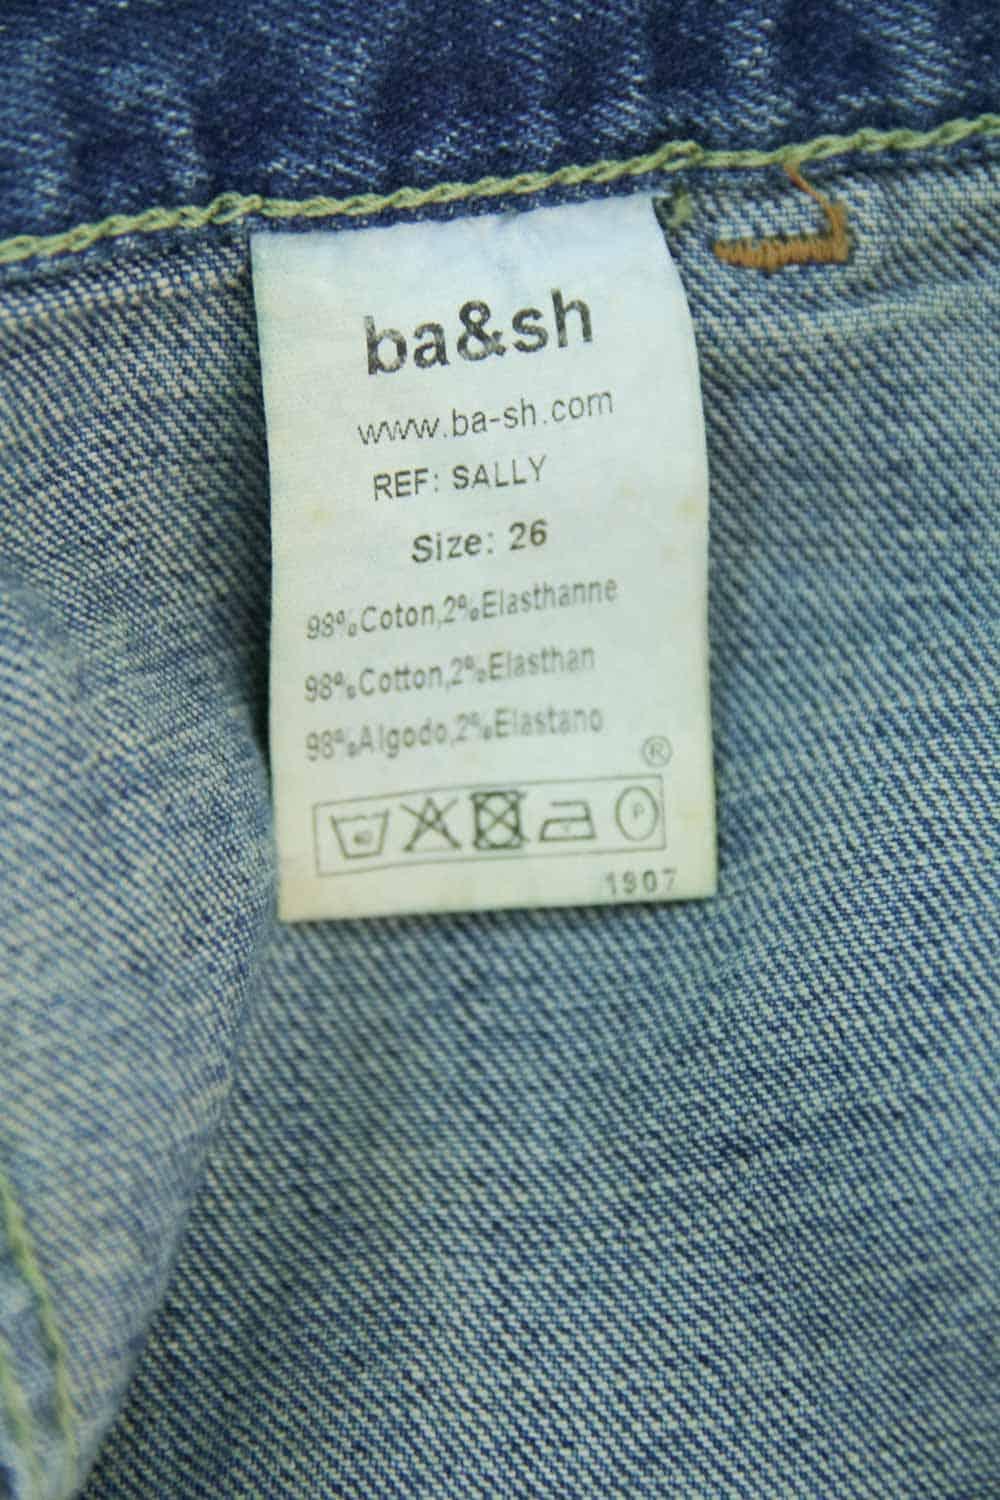 ba&sh
www.ba-sh.com
REF: SALLY
Size: 26
98%Coton,2%Elasthanne
98%Cotton,2%Elasthan
98%Algodo,2%Elastano
®
40
P
1907